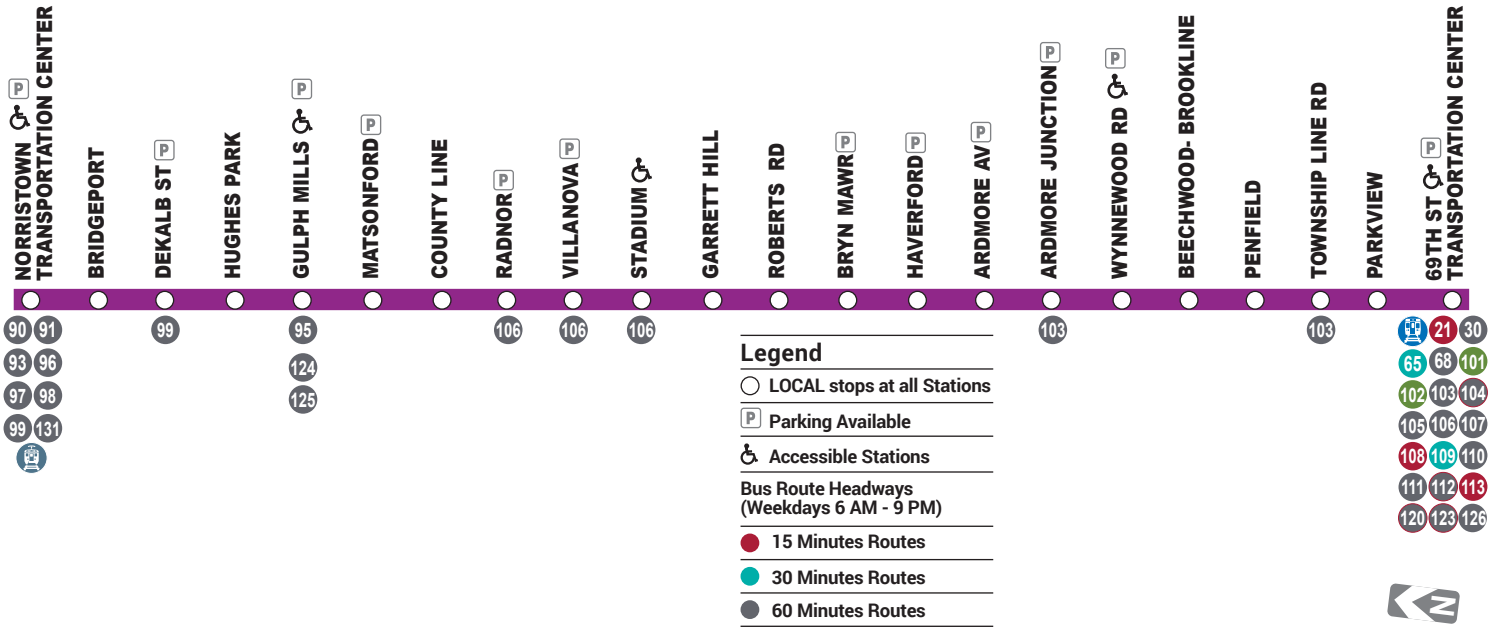 NORRISTOWN
TRANSPORTATION CENTER
P
BRIDGEPORT
DEKALB ST P
HUGHES PARK
GULPH MILLS
P
MATSONFORD P
COUNTY LINE
RADNOR P
VILLANOVA P
STADIUM
GARRETT HILL
ROBERTS RD
BRYN MAWR P
HAVERFORD P
ARDMORE AV P
ARDMORE JUNCTION P
WYNNEWOOD RD
P
BEECHWOOD- BROOKLINE
PENFIELD
TOWNSHIP LINE RD
PARKVIEW
69TH ST
TRANSPORTATION CENTER
P
90 91
93 96
97 98
99 131
99
95
124
125
106
106
106
103
103
21 30
65 68 101
102 103 104
105 106 107
108 109 110
111 112 113
120 123 126
Legend
LOCAL stops at all Stations
P Parking Available
Accessible Stations
Bus Route Headways
(Weekdays 6 AM - 9 PM)
15 Minutes Routes
30 Minutes Routes
60 Minutes Routes
N